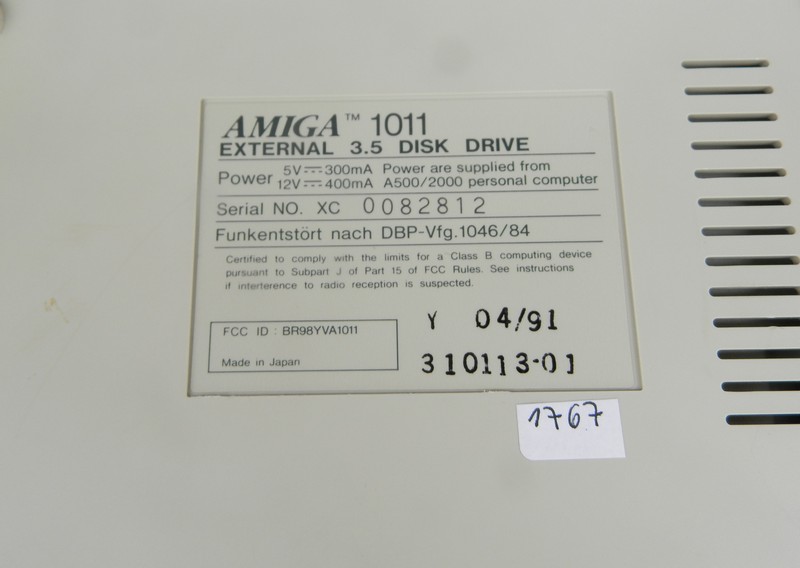 AMIGA™ 1011
EXTERNAL 3.5 DISK DRIVE
Power 5V⎓300mA Power are supplied from
12V⎓400mA A500/2000 personal computer
Serial NO. XC 0082812
Funkentstört nach DBP-Vfg.1046/84
Certified to comply with the limits for a Class B computing device
pursuant to Subpart J of Part 15 of FCC Rules. See instructions
if interference to radio reception is suspected.
FCC ID : BR98YVA1011
Made in Japan
Y 04/91
310113-01
1767